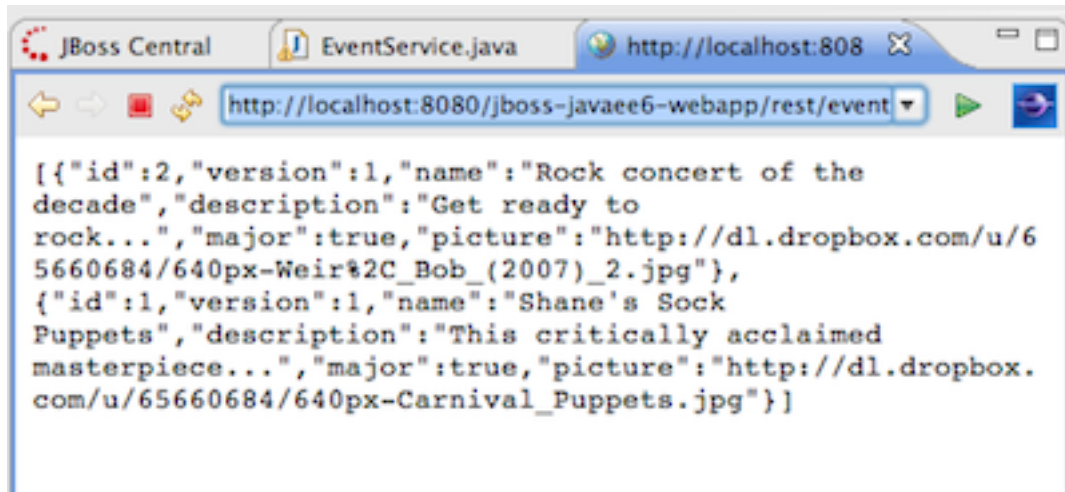 JBoss Central EventService.java http://localhost:808
http://localhost:8080/jboss-javaee6-webapp/rest/event
[{"id":2,"version":1,"name":"Rock concert of the
decade","description":"Get ready to
rock...","major":true,"picture":"http://dl.dropbox.com/u/6
5660684/640px-Weir%2C_Bob_(2007)_2.jpg"},
{"id":1,"version":1,"name":"Shane's Sock
Puppets","description":"This critically acclaimed
masterpiece...","major":true,"picture":"http://dl.dropbox.
com/u/65660684/640px-Carnival_Puppets.jpg"}]